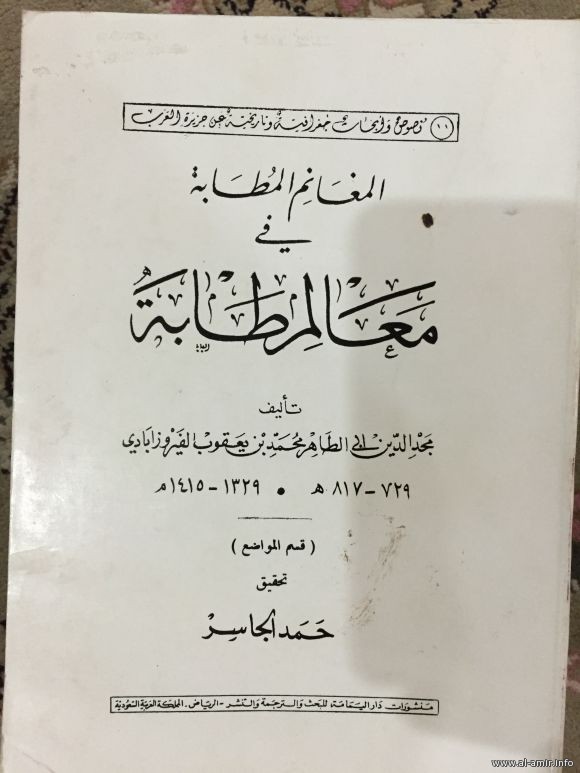 ١١ نصوص وأبحاث جغرافية وتاريخية عن جزيرة العرب
المغانم المطابة
في
معالم طابة
تأليف
مجد الدين أبي الطاهر محمد بن يعقوب الفيروزابادي
٧٢٩ - ٨١٧ هـ • ١٣٢٩ - ١٤١٥ م
( قسم المواضع )
تحقيق
حمد الجاسر
منشورات دار اليمامة للبحث والترجمة والنشر - الرياض - المملكة العربية السعودية
www.al-amir.info